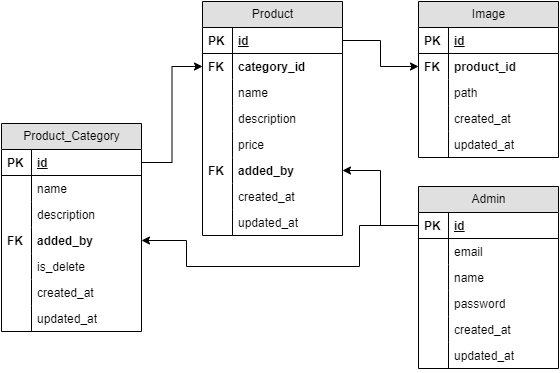 Product
PK id
FK category_id
name
description
price
FK added_by
created_at
updated_at
Image
PK id
FK product_id
path
created_at
updated_at
Product_Category
PK id
name
description
FK added_by
is_delete
created_at
updated_at
Admin
PK id
email
name
password
created_at
updated_at